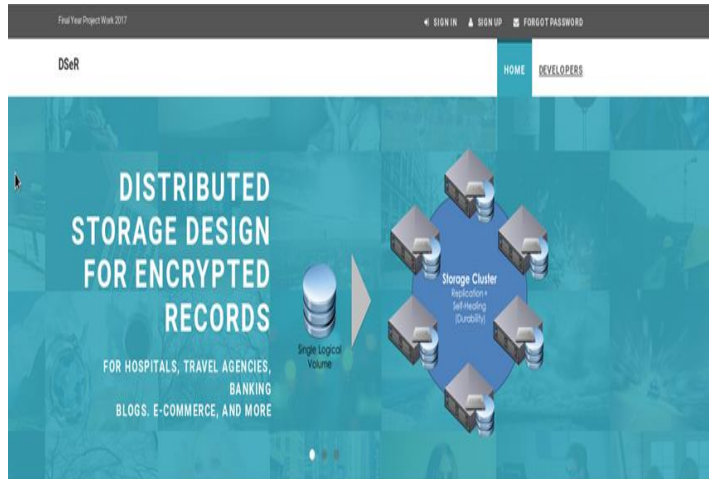 Final Year Project Work 2017
SIGN IN SIGN UP FORGOT PASSWORD
DSeR
HOME DEVELOPERS
DISTRIBUTED
STORAGE DESIGN
FOR ENCRYPTED
RECORDS
FOR HOSPITALS, TRAVEL AGENCIES,
BANKING
BLOGS. E-COMMERCE, AND MORE
Single Logical
Volume
Storage Cluster
Replication +
Self-Healing
(Durability)